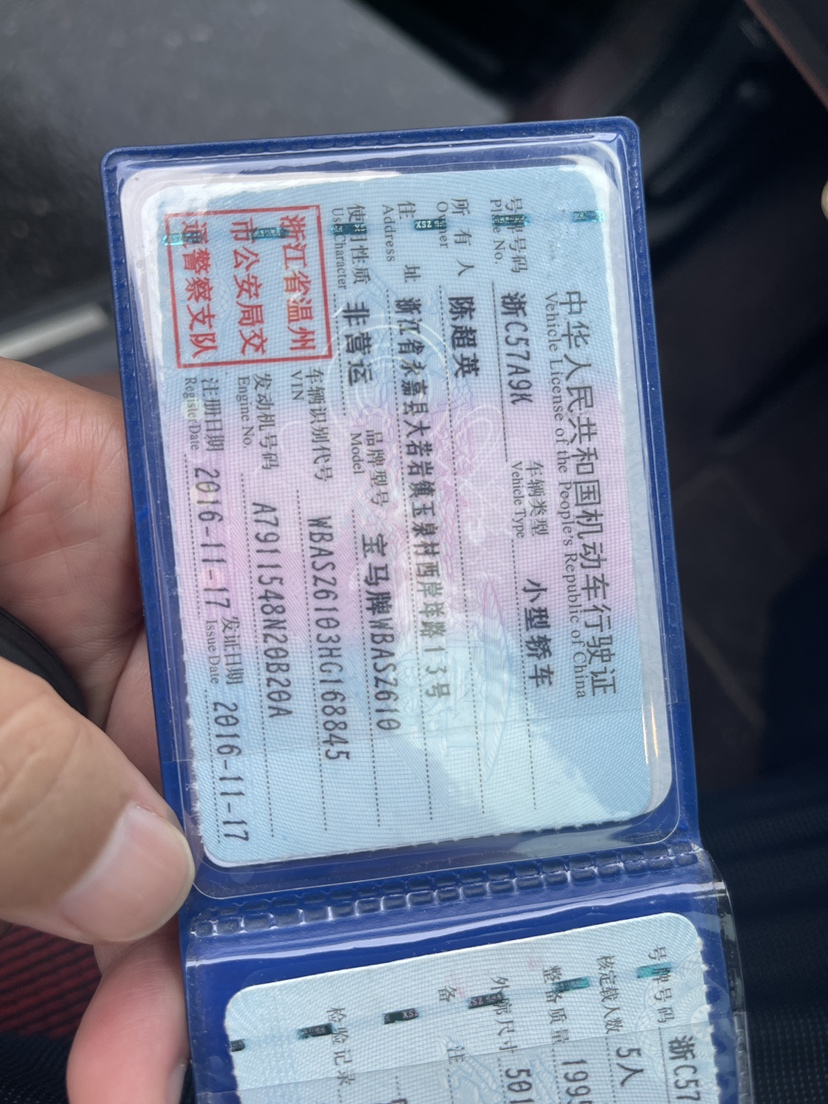 中华人民共和国机动车行驶证
Vehicle License of the People's Republic of China
号牌号码 浙C57A9K 车辆类型 小型轿车
Plate No. Vehicle Type
所有人 陈超英
Owner
住址 浙江省永嘉县大若岩镇玉泉村西岸塆路13号
Address
使用性质 非营运 品牌型号 宝马牌WBASZ610
Use Character Model
浙江省温州
市公安局交
通警察支队
车辆识别代号 WBASZ6103HG168845
VIN
发动机号码 A7911548N20B20A
Engine No.
注册日期 2016-11-17 发证日期 2016-11-17
Register Date Issue Date
号牌号码 浙C57
核定载人数 5人
整备质量 199
外廓尺寸 501
备注
检验记录